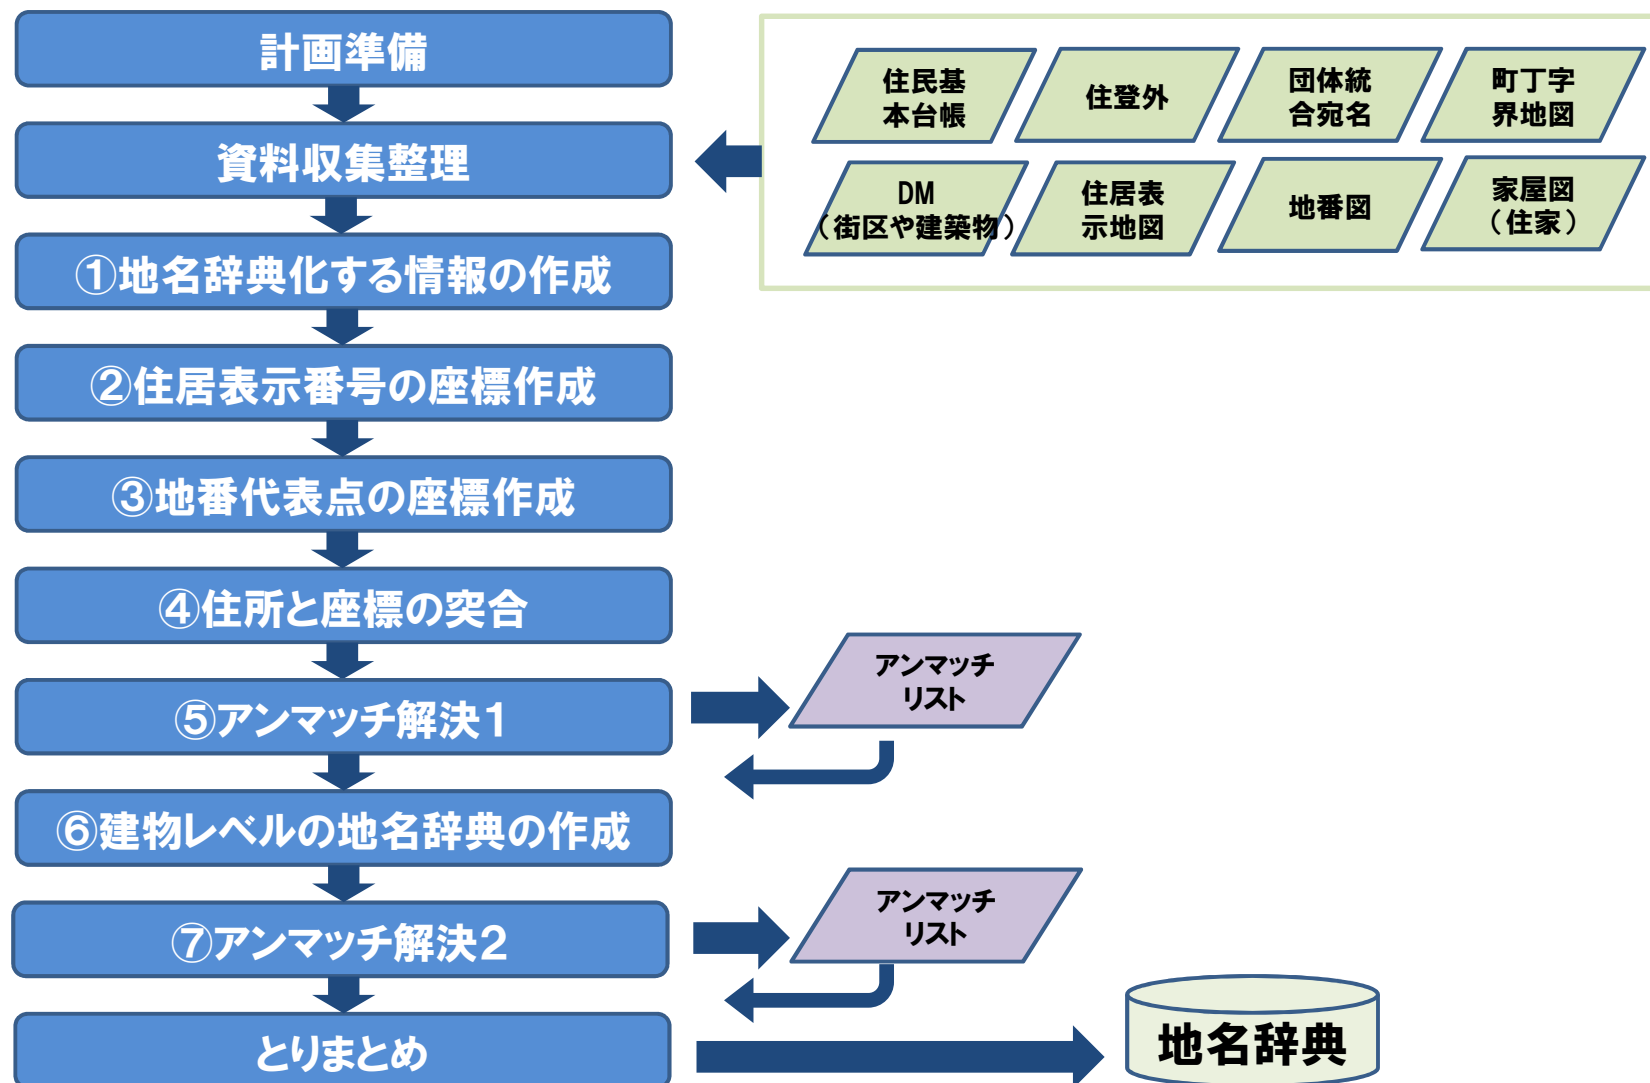 計画準備
資料収集整理
①地名辞典化する情報の作成
②住居表示番号の座標作成
③地番代表点の座標作成
④住所と座標の突合
⑤アンマッチ解決1
⑥建物レベルの地名辞典の作成
⑦アンマッチ解決2
とりまとめ
住民基
本台帳
住登外
団体統
合宛名
町丁字
界地図
DM
（街区や建築物）
住居表
示地図
地番図
家屋図
（住家）
アンマッチ
リスト
アンマッチ
リスト
地名辞典